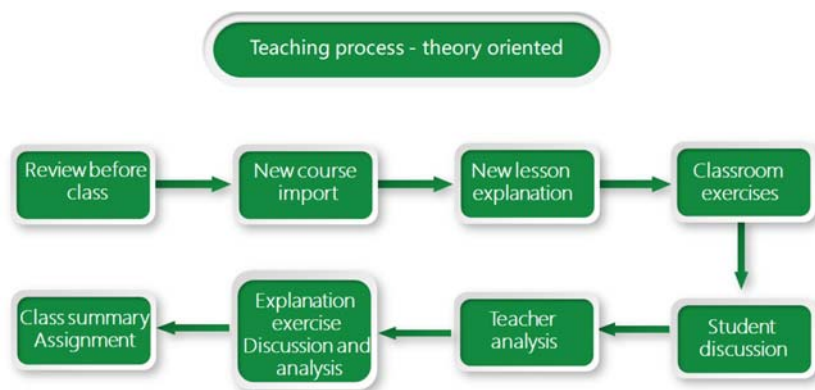 Teaching process - theory oriented
Review before
class
New course
import
New lesson
explanation
Classroom
exercises
Student
discussion
Teacher
analysis
Explanation
exercise
Discussion and
analysis
Class summary
Assignment